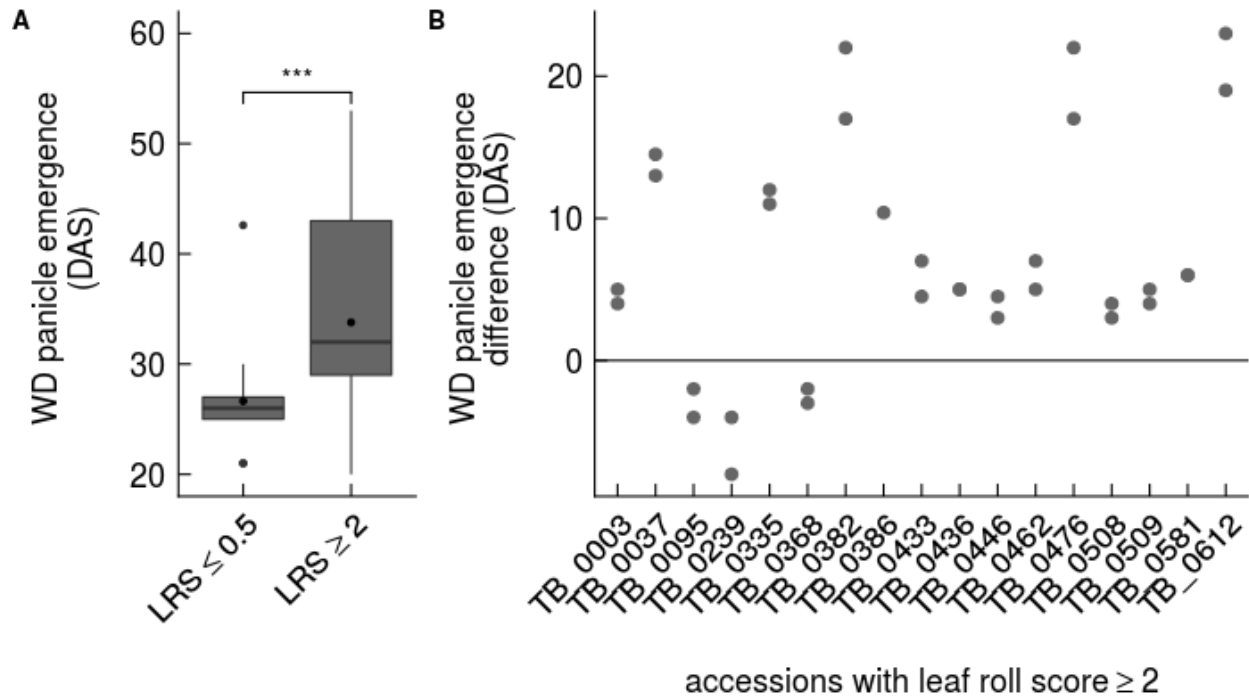 A
WD panicle emergence
(DAS)
60
50
40
30
20
***
LRS ≤ 0.5
LRS ≥ 2
B
WD panicle emergence
difference (DAS)
20
10
0
TB_0003
TB_0037
TB_0095
TB_0239
TB_0335
TB_0368
TB_0382
TB_0386
TB_0433
TB_0436
TB_0446
TB_0462
TB_0476
TB_0508
TB_0509
TB_0581
TB_0612
accessions with leaf roll score ≥ 2